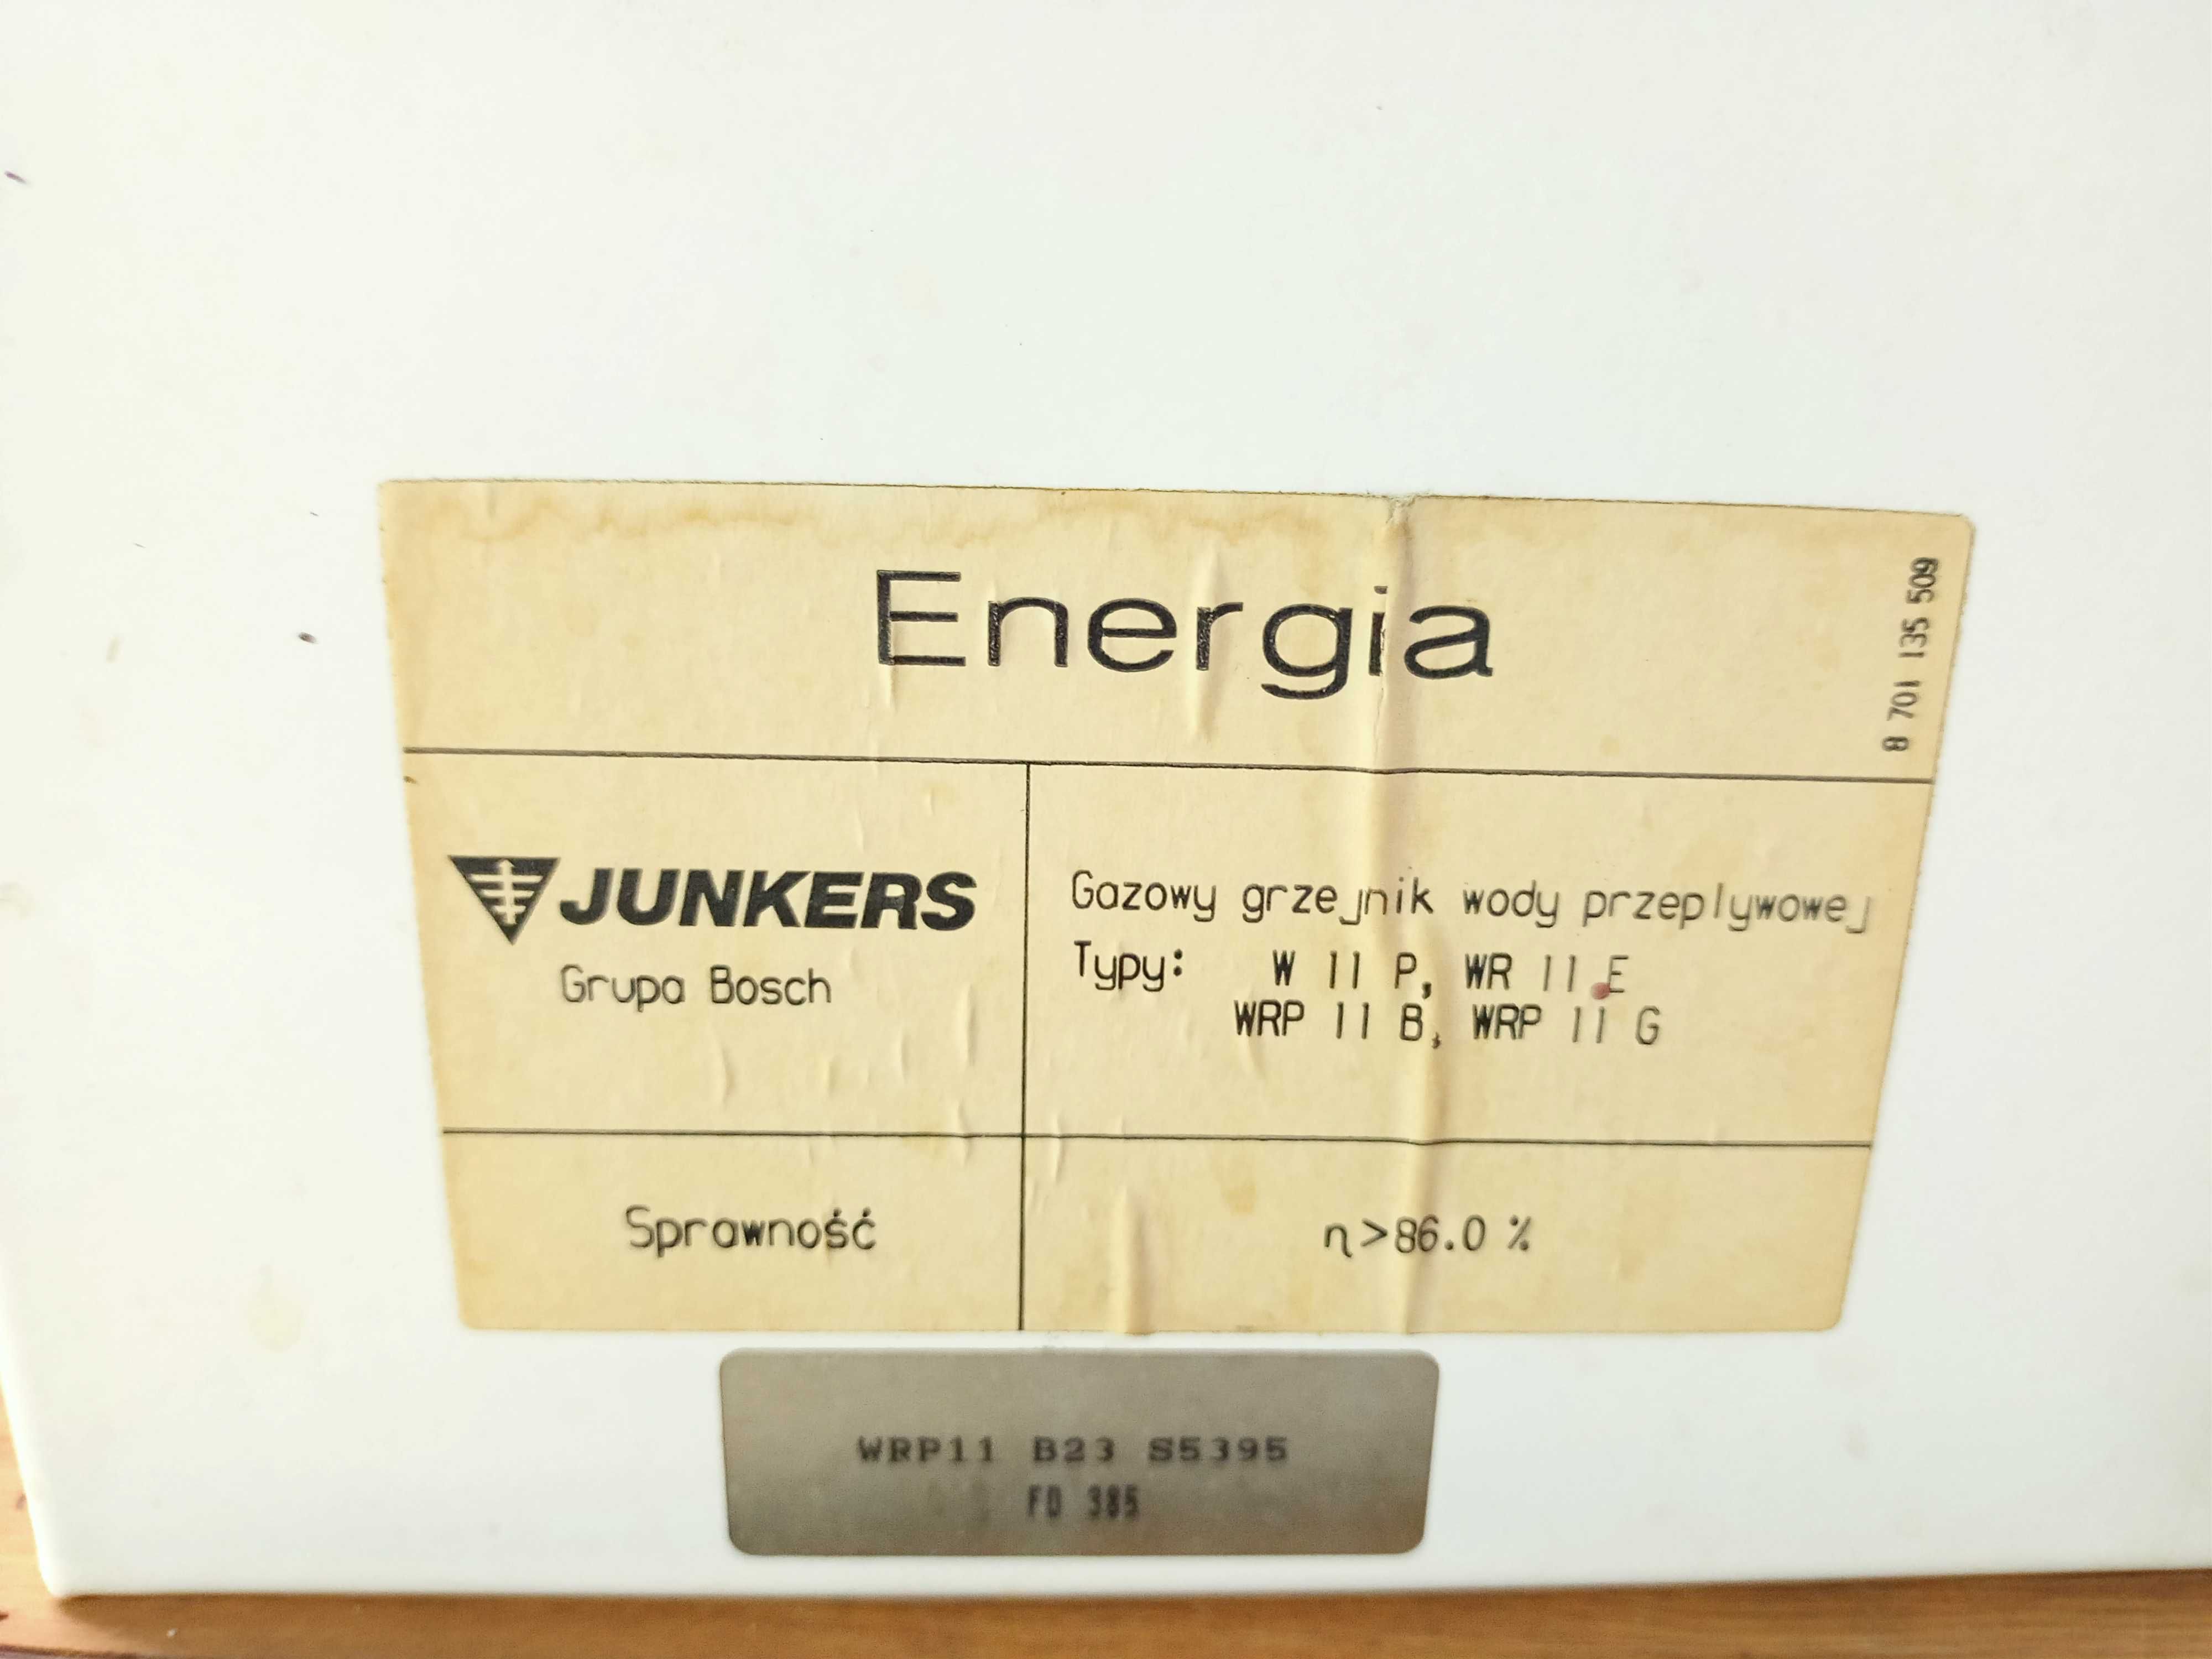 Energia
8 701 135 509
JUNKERS
Grupa Bosch
Gazowy grzejnik wody przeplywowej
Typy: W 11 P, WR 11 E
WRP 11 B, WRP 11 G
Sprawność
η>86.0 %
WRP11 B23 S5395
FD 385